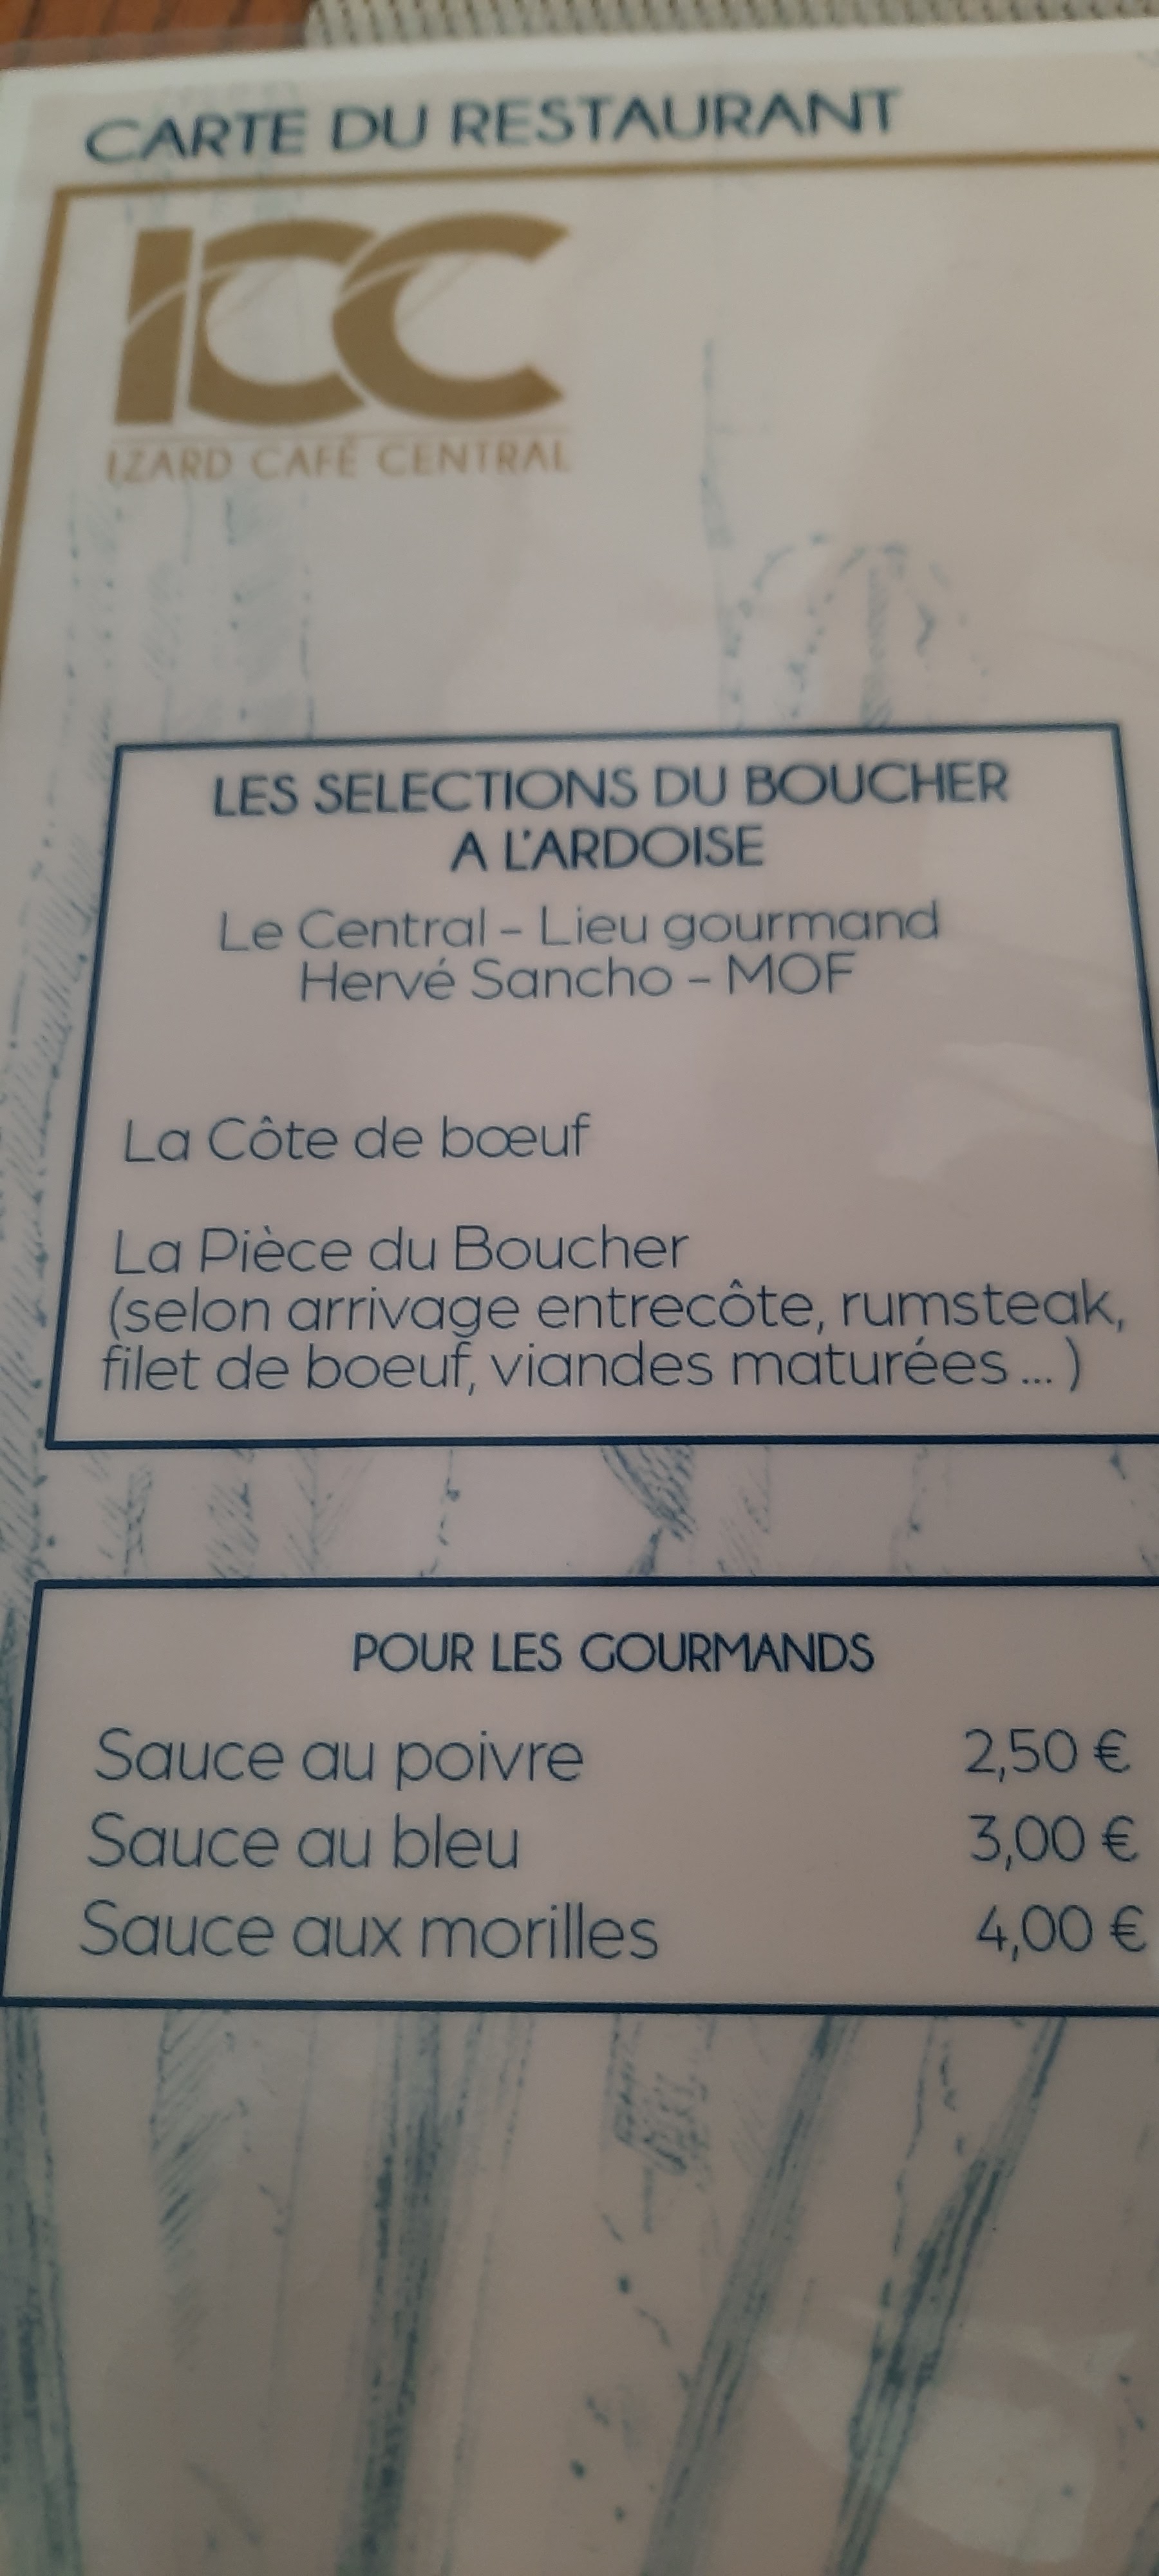 CARTE DU RESTAURANT
ICC
IZARD CAFÉ CENTRAL
LES SELECTIONS DU BOUCHER
A L'ARDOISE
Le Central - Lieu gourmand
Hervé Sancho - MOF
La Côte de bœuf
La Pièce du Boucher
(selon arrivage entrecôte, rumsteak,
filet de boeuf, viandes maturées ... )
POUR LES GOURMANDS
Sauce au poivre 2,50 €
Sauce au bleu 3,00 €
Sauce aux morilles 4,00 €